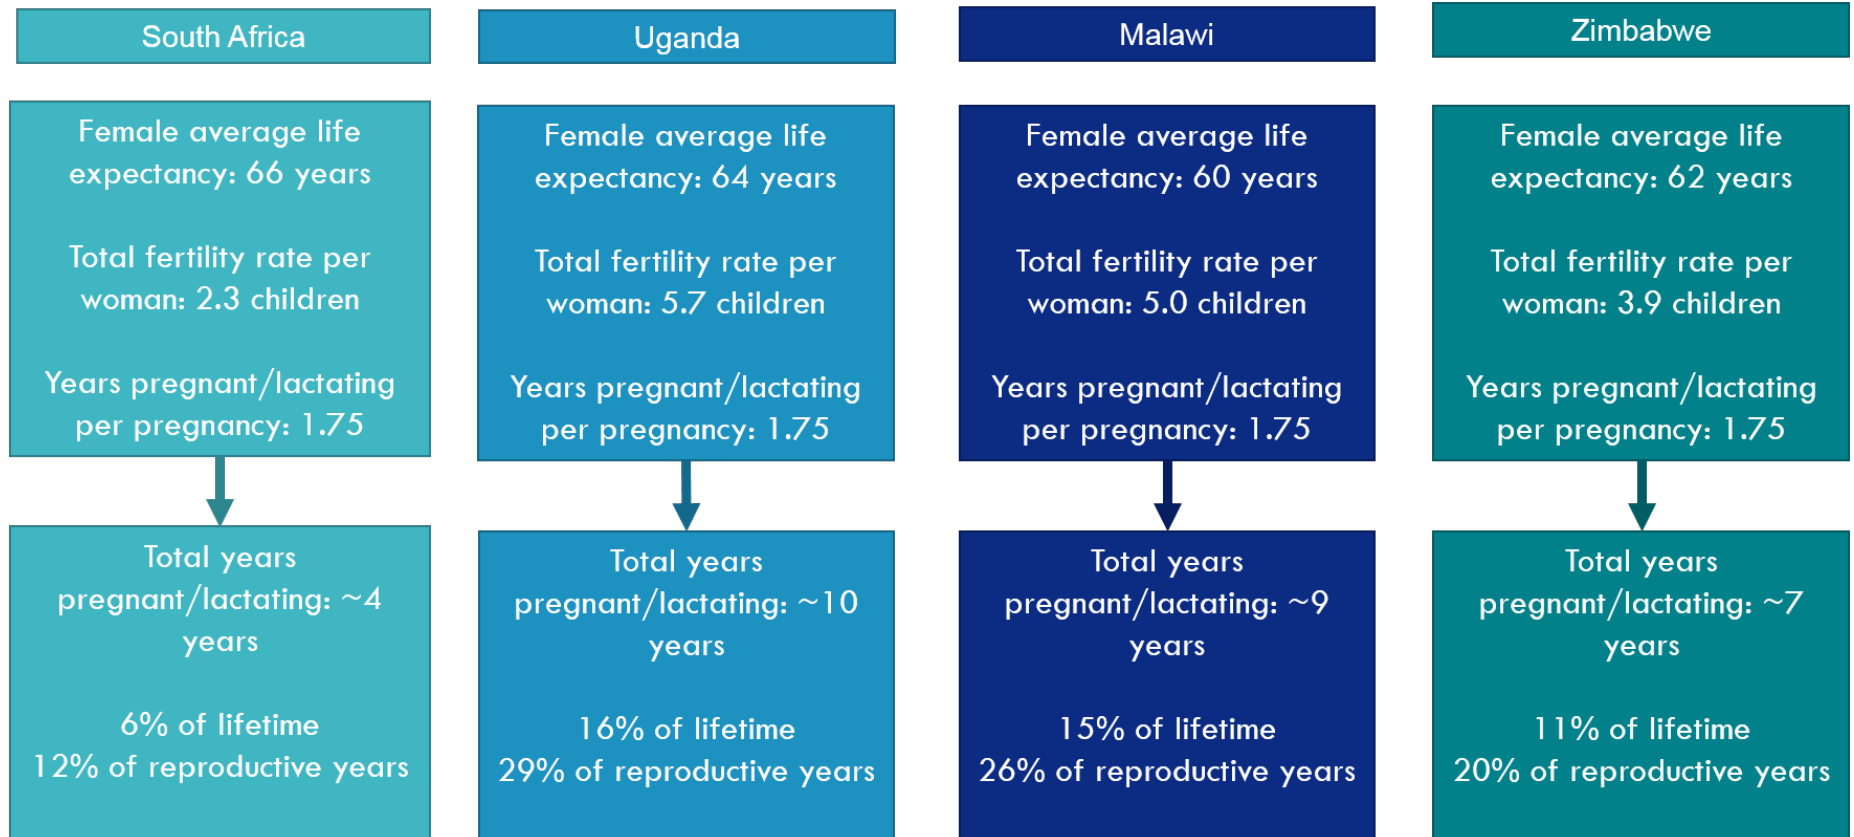 South Africa
Female average life
expectancy: 66 years
Total fertility rate per
woman: 2.3 children
Years pregnant/lactating
per pregnancy: 1.75
Total years
pregnant/lactating: ~4
years
6% of lifetime
12% of reproductive years
Uganda
Female average life
expectancy: 64 years
Total fertility rate per
woman: 5.7 children
Years pregnant/lactating
per pregnancy: 1.75
Total years
pregnant/lactating: ~10
years
16% of lifetime
29% of reproductive years
Malawi
Female average life
expectancy: 60 years
Total fertility rate per
woman: 5.0 children
Years pregnant/lactating
per pregnancy: 1.75
Total years
pregnant/lactating: ~9
years
15% of lifetime
26% of reproductive years
Zimbabwe
Female average life
expectancy: 62 years
Total fertility rate per
woman: 3.9 children
Years pregnant/lactating
per pregnancy: 1.75
Total years
pregnant/lactating: ~7
years
11% of lifetime
20% of reproductive years